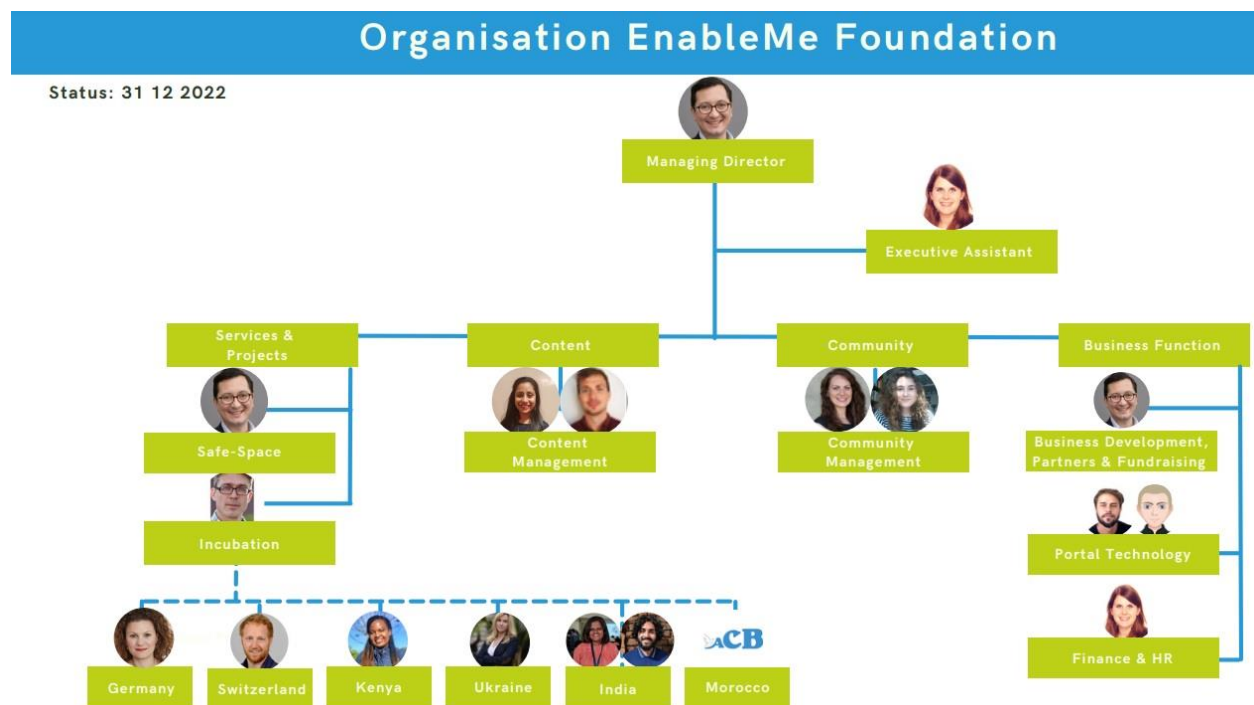 Organisation EnableMe Foundation
Status: 31 12 2022
Managing Director
Executive Assistant
Services &
Projects
Content
Community
Business Function
Safe-Space
Content
Management
Community
Management
Business Development,
Partners & Fundraising
Incubation
Portal Technology
Finance & HR
ACB
Germany
Switzerland
Kenya
Ukraine
India
Morocco